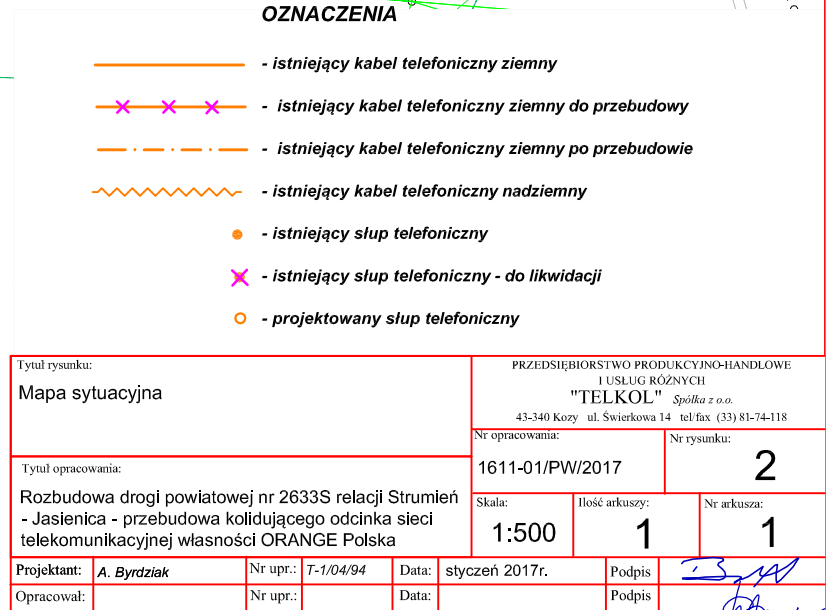 OZNACZENIA
- istniejący kabel telefoniczny ziemny
- istniejący kabel telefoniczny ziemny do przebudowy
- istniejący kabel telefoniczny ziemny po przebudowie
- istniejący kabel telefoniczny nadziemny
- istniejący słup telefoniczny
- istniejący słup telefoniczny - do likwidacji
- projektowany słup telefoniczny
Tytuł rysunku:
Mapa sytuacyjna
PRZEDSIĘBIORSTWO PRODUKCYJNO-HANDLOWE
I USŁUG RÓŻNYCH
"TELKOL" Spółka z o.o.
43-340 Kozy ul. Świerkowa 14 tel/fax (33) 81-74-118
Nr opracowania:
1611-01/PW/2017
Nr rysunku:
2
Tytuł opracowania:
Rozbudowa drogi powiatowej nr 2633S relacji Strumień
- Jasienica - przebudowa kolidującego odcinka sieci
telekomunikacyjnej własności ORANGE Polska
Skala:
1:500
Ilość arkuszy:
1
Nr arkusza:
1
Projektant: A. Byrdziak Nr upr.: T-1/04/94 Data: styczeń 2017r. Podpis
Opracował: Nr upr.: Data: Podpis